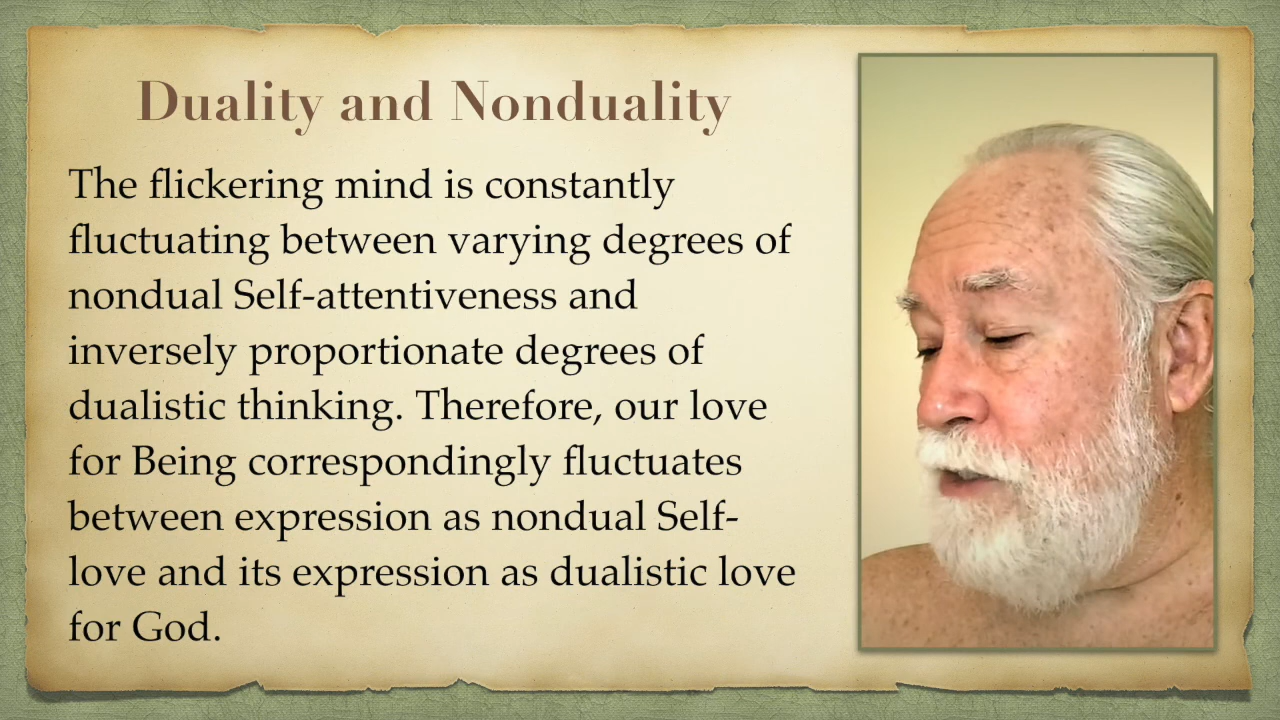 Duality and Nonduality
The flickering mind is constantly
fluctuating between varying degrees of
nondual Self-attentiveness and
inversely proportionate degrees of
dualistic thinking. Therefore, our love
for Being correspondingly fluctuates
between expression as nondual Self-
love and its expression as dualistic love
for God.